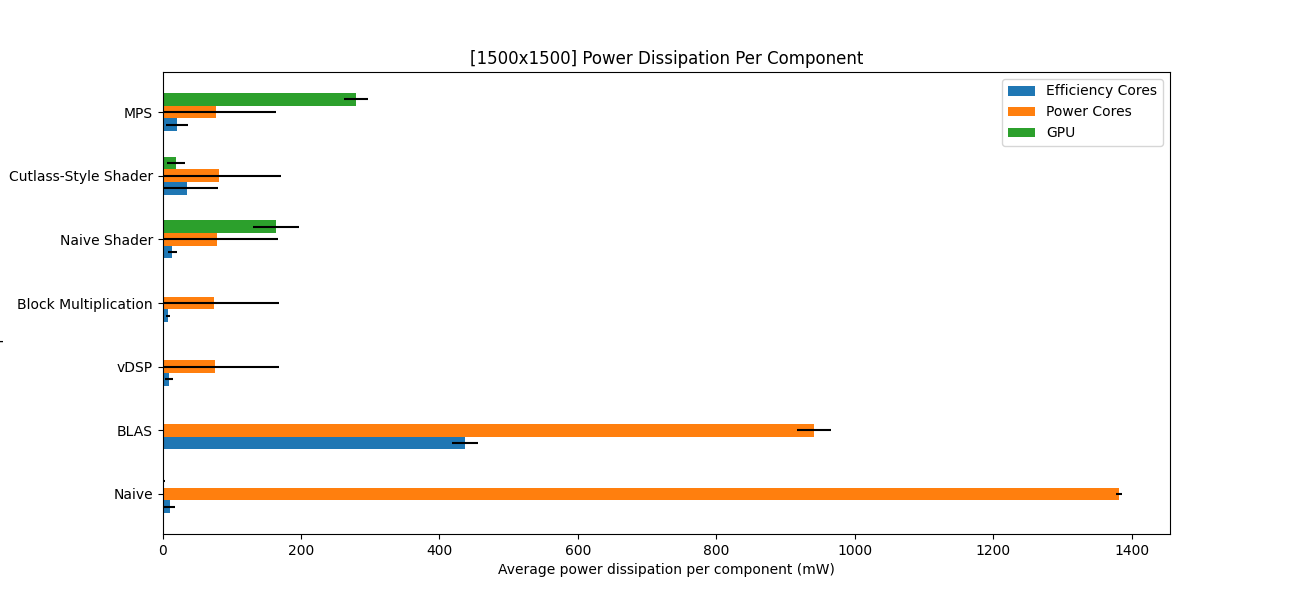 [1500x1500] Power Dissipation Per Component
Efficiency Cores
Power Cores
GPU
MPS
Cutlass-Style Shader
Naive Shader
Block Multiplication
vDSP
BLAS
Naive
0 200 400 600 800 1000 1200 1400
Average power dissipation per component (mW)